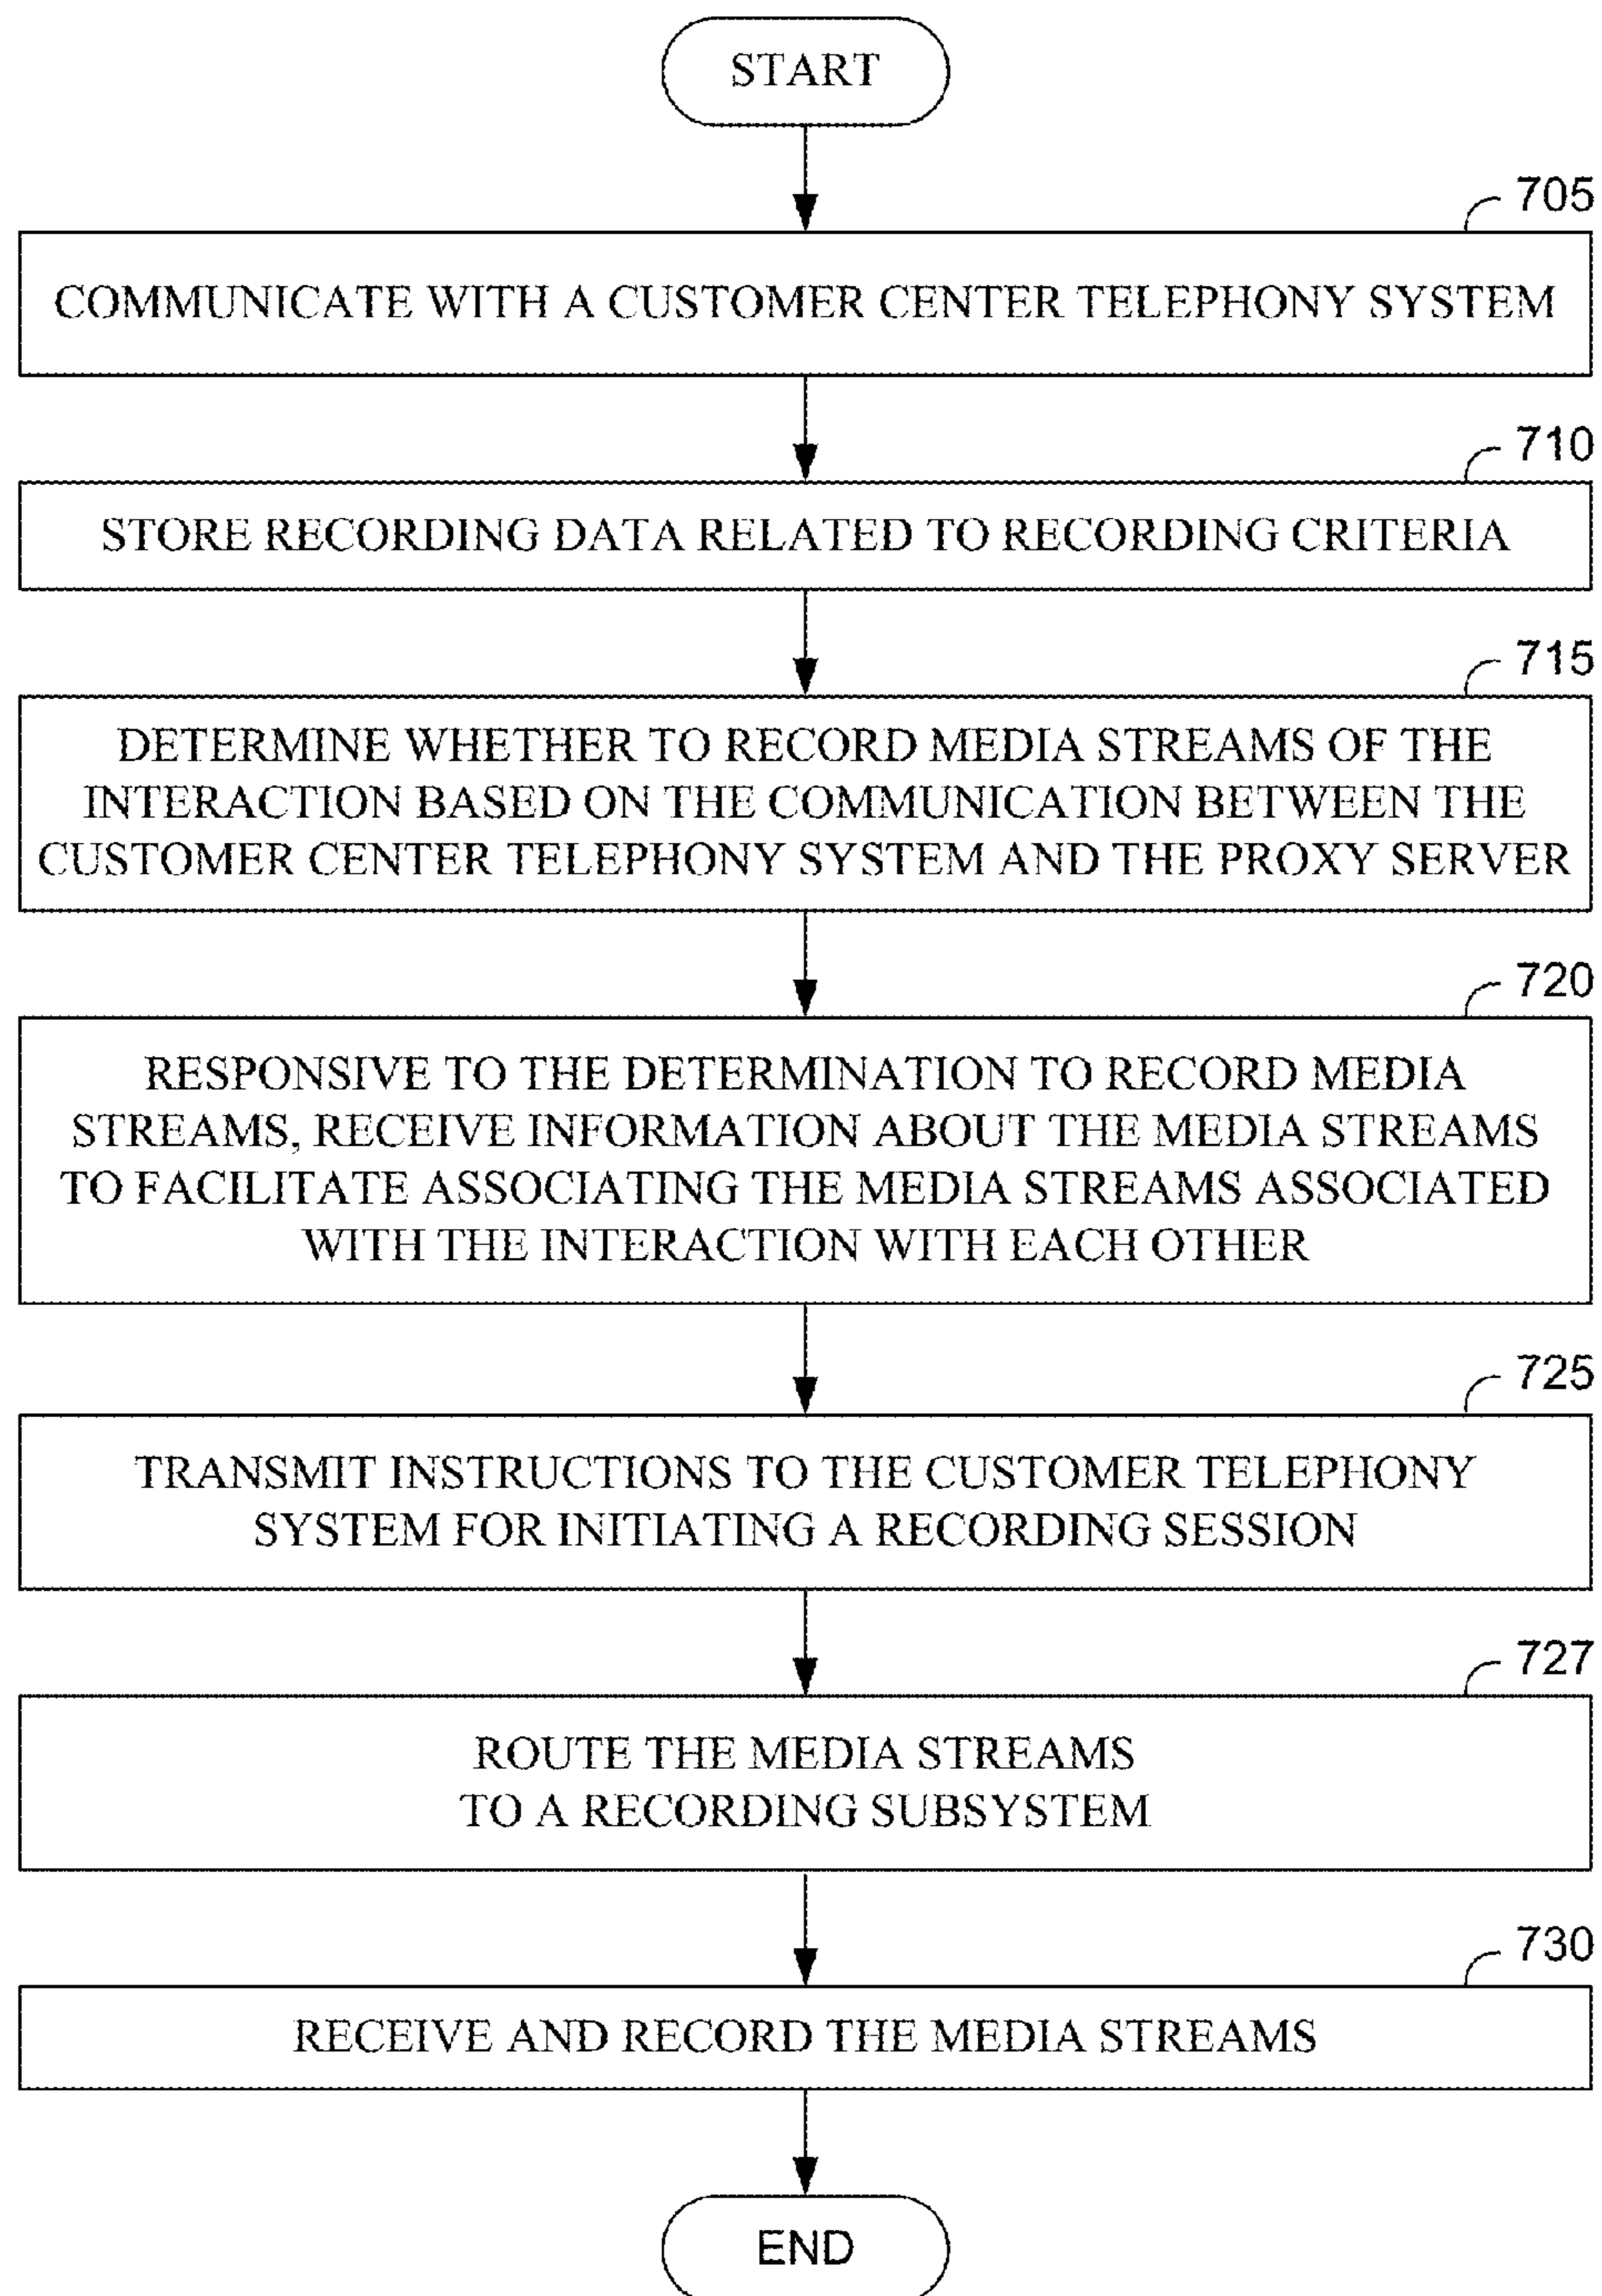 START
705
COMMUNICATE WITH A CUSTOMER CENTER TELEPHONY SYSTEM
710
STORE RECORDING DATA RELATED TO RECORDING CRITERIA
715
DETERMINE WHETHER TO RECORD MEDIA STREAMS OF THE
INTERACTION BASED ON THE COMMUNICATION BETWEEN THE
CUSTOMER CENTER TELEPHONY SYSTEM AND THE PROXY SERVER
720
RESPONSIVE TO THE DETERMINATION TO RECORD MEDIA
STREAMS, RECEIVE INFORMATION ABOUT THE MEDIA STREAMS
TO FACILITATE ASSOCIATING THE MEDIA STREAMS ASSOCIATED
WITH THE INTERACTION WITH EACH OTHER
725
TRANSMIT INSTRUCTIONS TO THE CUSTOMER TELEPHONY
SYSTEM FOR INITIATING A RECORDING SESSION
727
ROUTE THE MEDIA STREAMS
TO A RECORDING SUBSYSTEM
730
RECEIVE AND RECORD THE MEDIA STREAMS
END